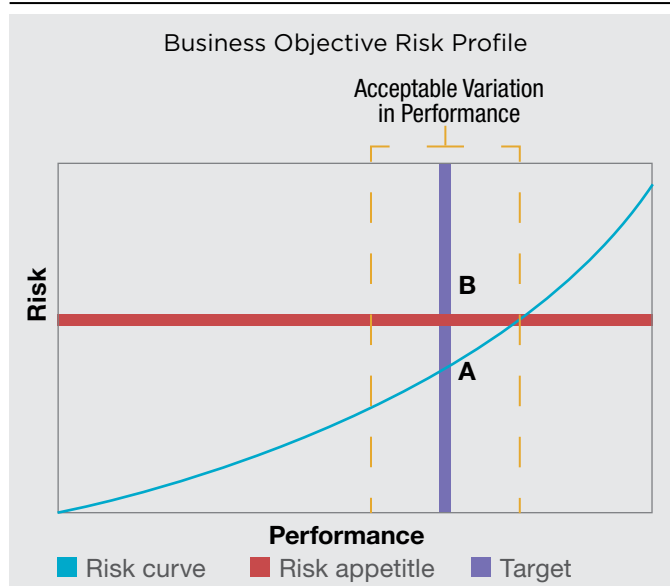 Business Objective Risk Profile
Acceptable Variation
in Performance
Risk
B
A
Performance
Risk curve
Risk appetitle
Target